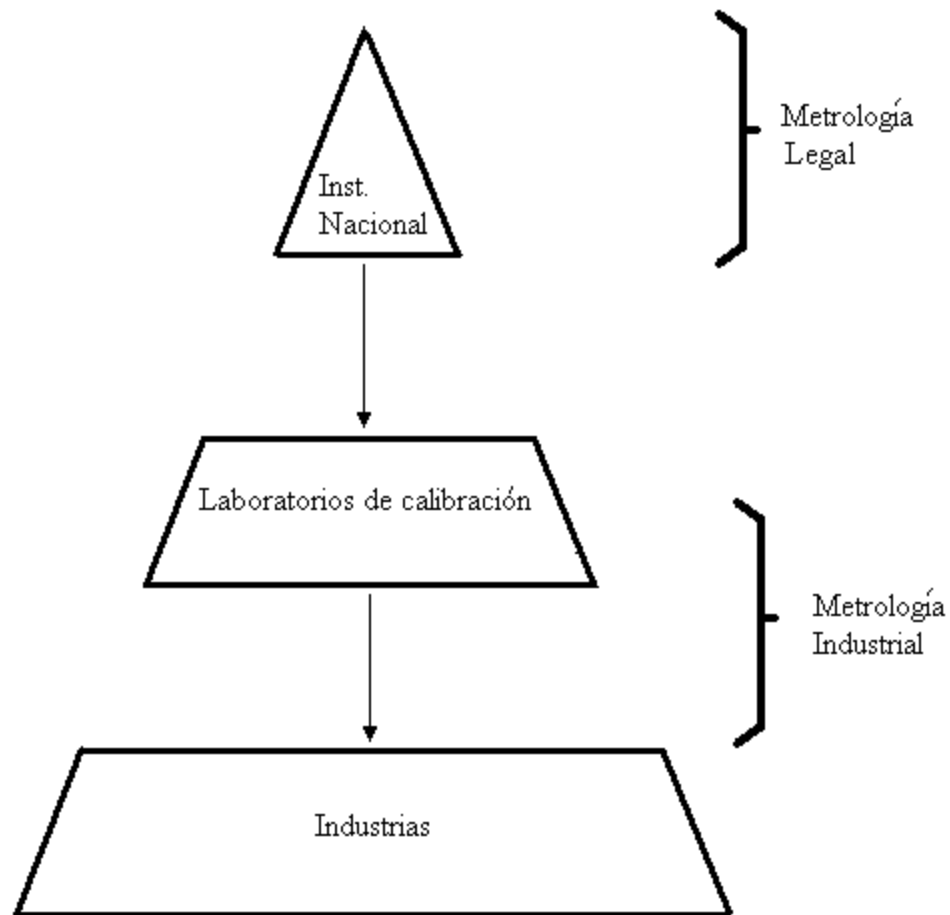 Metrología
Legal
Inst.
Nacional
Laboratorios de calibración
Metrología
Industrial
Industrias